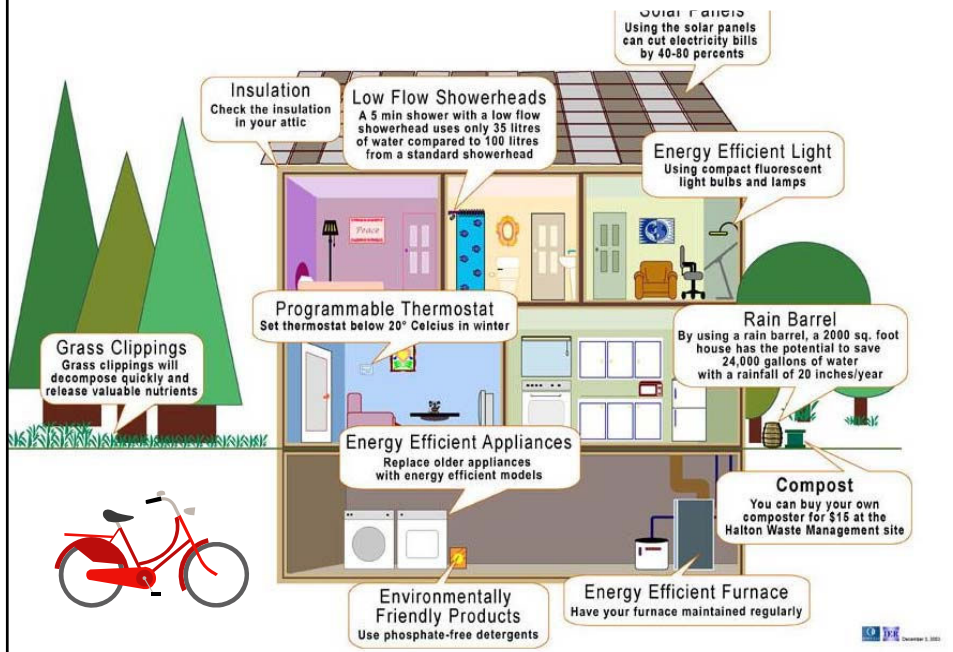 Solar Panels
Using the solar panels
can cut electricity bills
by 40-80 percents
Insulation
Check the insulation
in your attic
Low Flow Showerheads
A 5 min shower with a low flow
showerhead uses only 35 litres
of water compared to 100 litres
from a standard showerhead
Energy Efficient Light
Using compact fluorescent
light bulbs and lamps
Peace
Programmable Thermostat
Set thermostat below 20° Celcius in winter
Rain Barrel
By using a rain barrel, a 2000 sq. foot
house has the potential to save
24,000 gallons of water
with a rainfall of 20 inches/year
Grass Clippings
Grass clippings will
decompose quickly and
release valuable nutrients
Energy Efficient Appliances
Replace older appliances
with energy efficient models
Compost
You can buy your own
composter for $15 at the
Halton Waste Management site
Environmentally
Friendly Products
Use phosphate-free detergents
Energy Efficient Furnace
Have your furnace maintained regularly